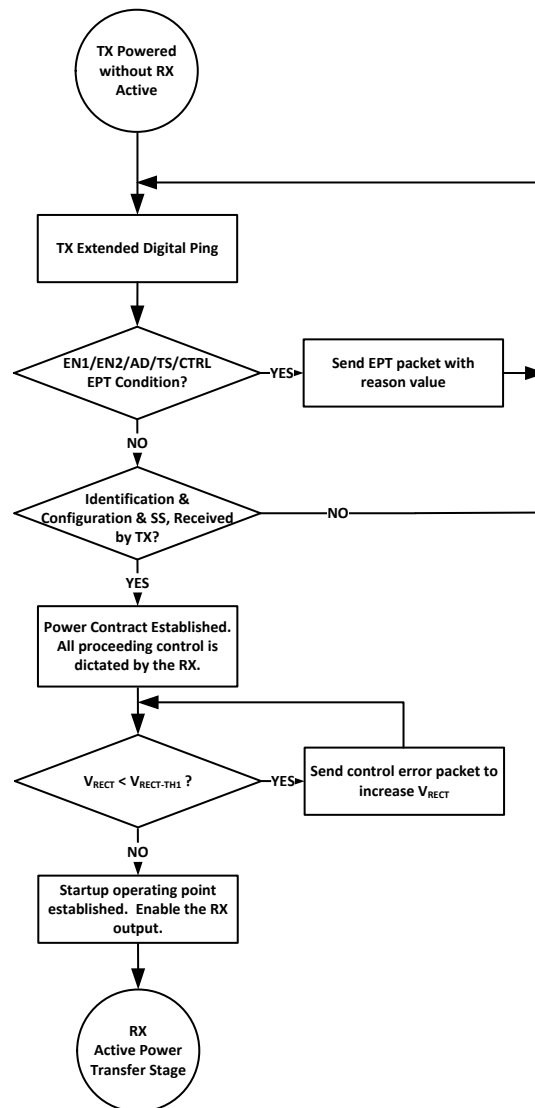 TX Powered
without RX
Active
TX Extended Digital Ping
EN1/EN2/AD/TS/CTRL
EPT Condition?
YES
Send EPT packet with
reason value
NO
Identification &
Configuration & SS, Received
by TX?
NO
YES
Power Contract Established.
All proceeding control is
dictated by the RX.
VRECT < VRECT-TH1 ?
YES
Send control error packet to
increase VRECT
NO
Startup operating point
established. Enable the RX
output.
RX
Active Power
Transfer Stage